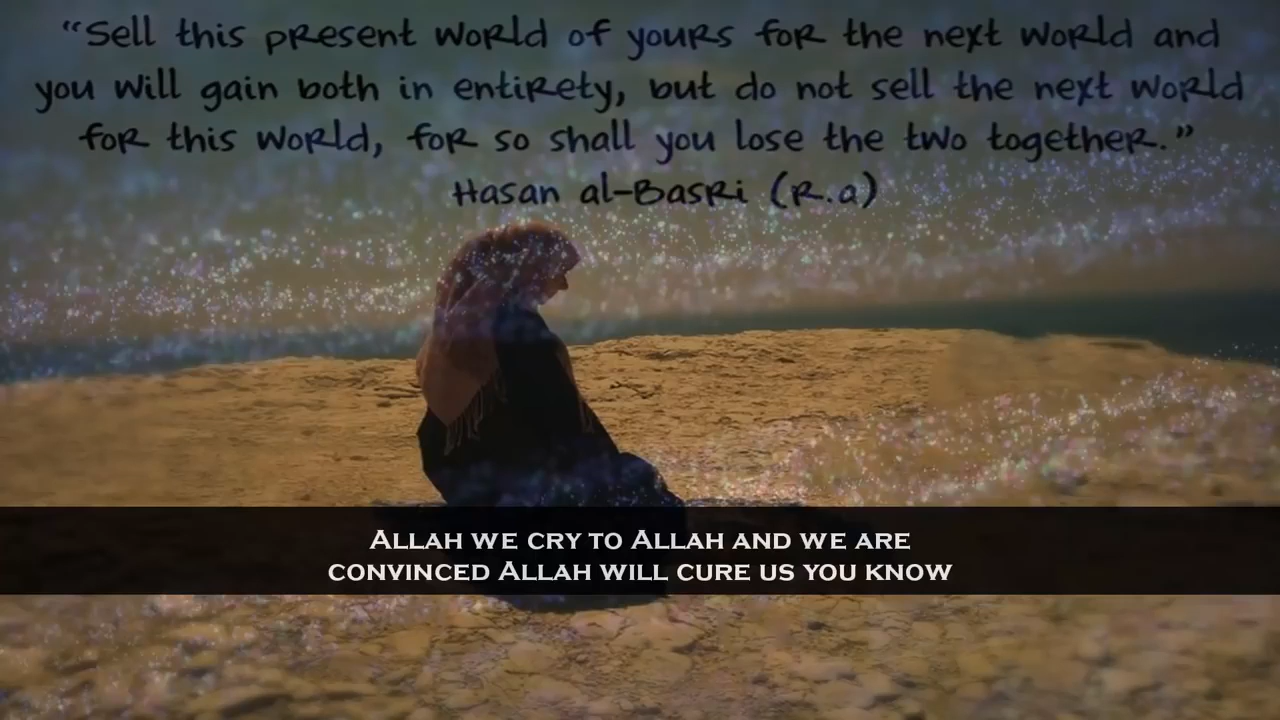 “Sell this present world of yours for the next world and
you will gain both in entirety, but do not sell the next world
for this world, for so shall you lose the two together.”
Hasan al-Basri (R.a)
ALLAH WE CRY TO ALLAH AND WE ARE
CONVINCED ALLAH WILL CURE US YOU KNOW